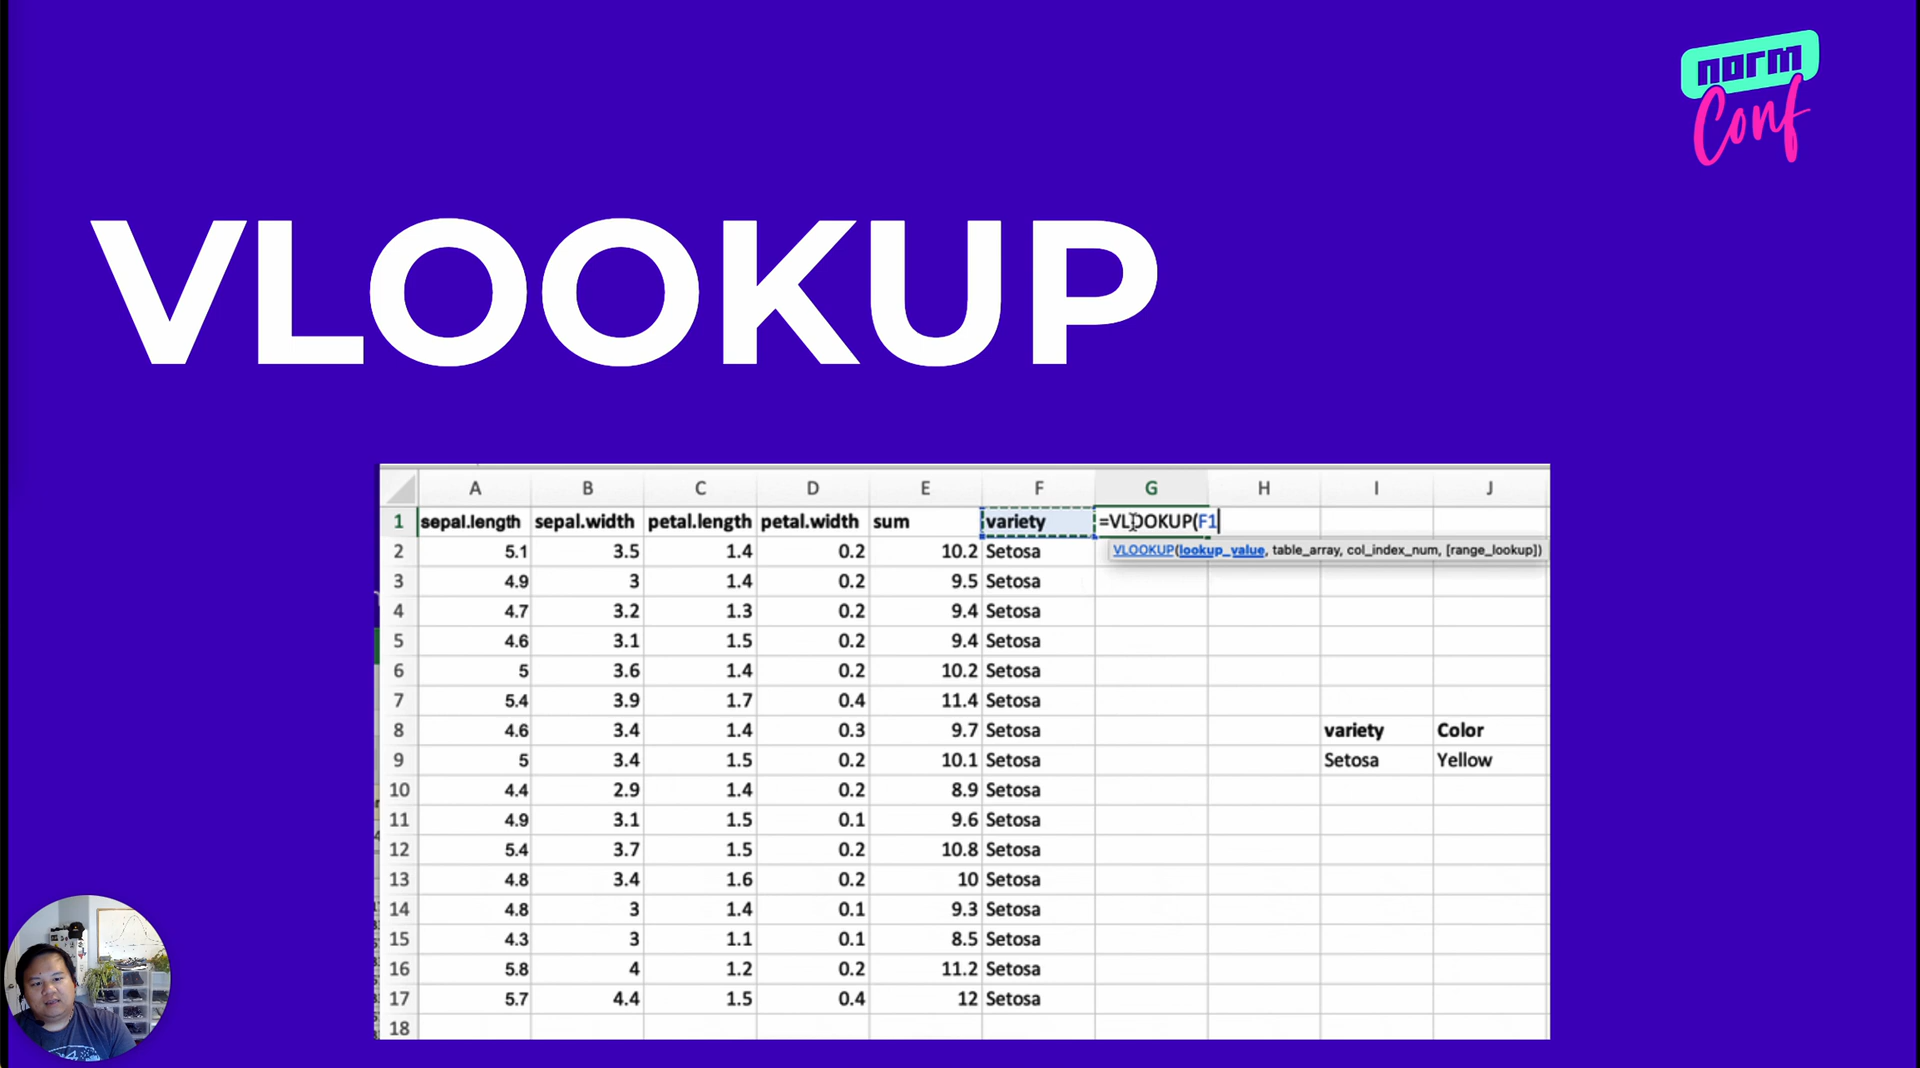 norm
Conf
VLOOKUP
A B C D E F G H I J
1 sepal.length sepal.width petal.length petal.width sum variety =VLOOKUP(F1
VLOOKUP(lookup_value, table_array, col_index_num, [range_lookup])
2 5.1 3.5 1.4 0.2 10.2 Setosa
3 4.9 3 1.4 0.2 9.5 Setosa
4 4.7 3.2 1.3 0.2 9.4 Setosa
5 4.6 3.1 1.5 0.2 9.4 Setosa
6 5 3.6 1.4 0.2 10.2 Setosa
7 5.4 3.9 1.7 0.4 11.4 Setosa
8 4.6 3.4 1.4 0.3 9.7 Setosa variety Color
9 5 3.4 1.5 0.2 10.1 Setosa Setosa Yellow
10 4.4 2.9 1.4 0.2 8.9 Setosa
11 4.9 3.1 1.5 0.1 9.6 Setosa
12 5.4 3.7 1.5 0.2 10.8 Setosa
13 4.8 3.4 1.6 0.2 10 Setosa
14 4.8 3 1.4 0.1 9.3 Setosa
15 4.3 3 1.1 0.1 8.5 Setosa
16 5.8 4 1.2 0.2 11.2 Setosa
17 5.7 4.4 1.5 0.4 12 Setosa
18